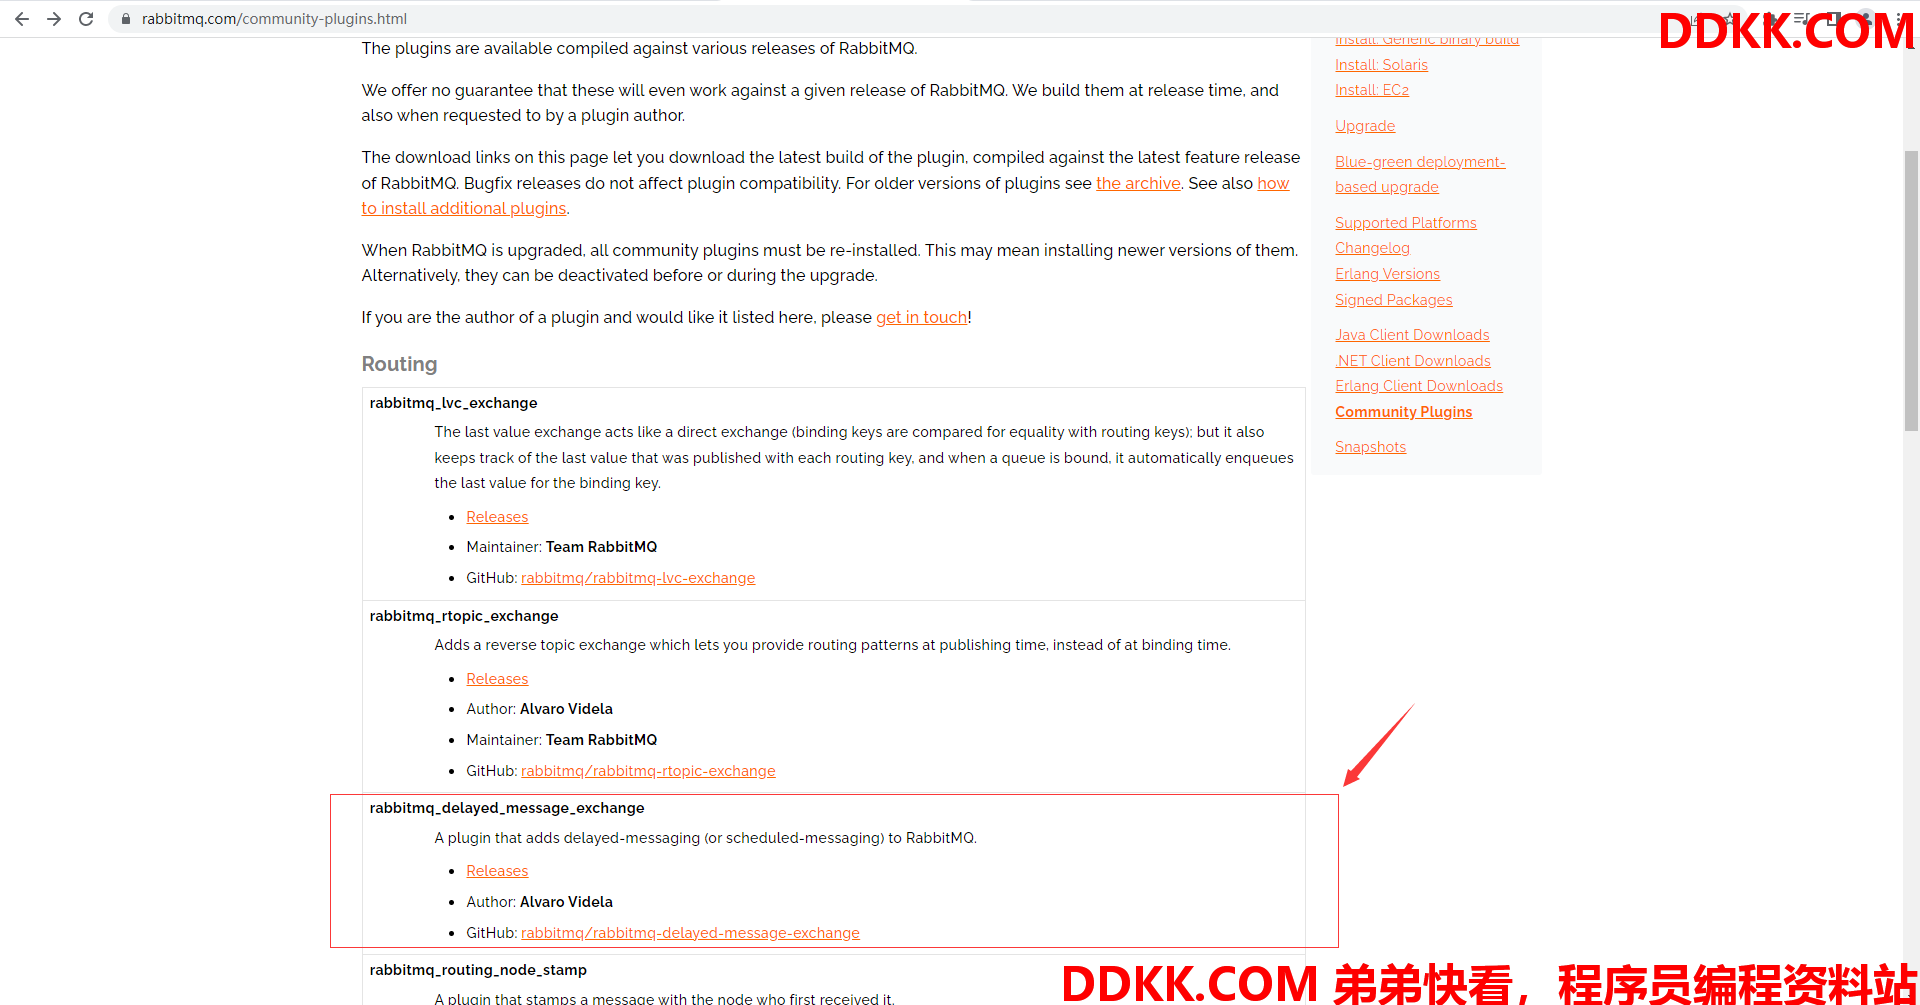 rabbitmq.com/community-plugins.html
DDKK.COM
The plugins are available compiled against various releases of RabbitMQ.
We offer no guarantee that these will even work against a given release of RabbitMQ. We build them at release time, and
also when requested to by a plugin author.
The download links on this page let you download the latest build of the plugin, compiled against the latest feature release
of RabbitMQ. Bugfix releases do not affect plugin compatibility. For older versions of plugins see the archive. See also how
to install additional plugins.
When RabbitMQ is upgraded, all community plugins must be re-installed. This may mean installing newer versions of them.
Alternatively, they can be deactivated before or during the upgrade.
If you are the author of a plugin and would like it listed here, please get in touch!
Routing
rabbitmq_lvc_exchange
The last value exchange acts like a direct exchange (binding keys are compared for equality with routing keys); but it also
keeps track of the last value that was published with each routing key, and when a queue is bound, it automatically enqueues
the last value for the binding key.
• Releases
• Maintainer: Team RabbitMQ
• GitHub: rabbitmq/rabbitmq-lvc-exchange
rabbitmq_rtopic_exchange
Adds a reverse topic exchange which lets you provide routing patterns at publishing time, instead of at binding time.
• Releases
• Author: Alvaro Videla
• Maintainer: Team RabbitMQ
• GitHub: rabbitmq/rabbitmq-rtopic-exchange
rabbitmq_delayed_message_exchange
A plugin that adds delayed-messaging (or scheduled-messaging) to RabbitMQ.
• Releases
• Author: Alvaro Videla
• GitHub: rabbitmq/rabbitmq-delayed-message-exchange
rabbitmq_routing_node_stamp
A plugin that stamps a message with the node who first received it.
Install: Generic binary build
Install: Solaris
Install: EC2
Upgrade
Blue-green deployment-
based upgrade
Supported Platforms
Changelog
Erlang Versions
Signed Packages
Java Client Downloads
.NET Client Downloads
Erlang Client Downloads
Community Plugins
Snapshots
DDKK.COM 弟弟快看，程序员编程资料站